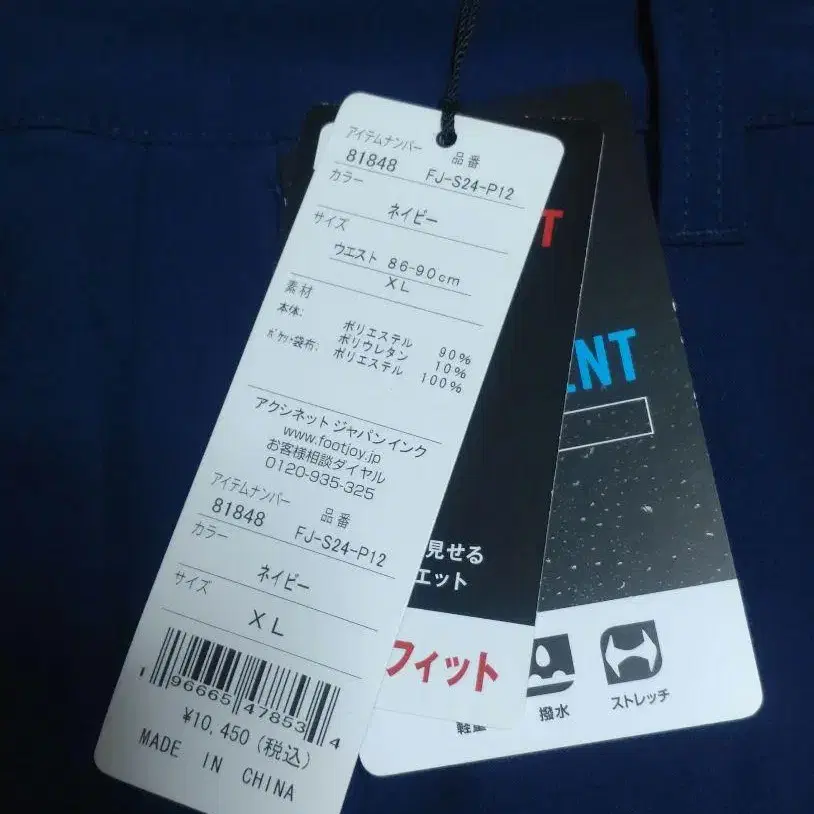 アイテムナンバー 品番
81848 FJ-S24-P12
カラー
ネイビー
サイズ
ウエスト 86-90cm
XL
素材
本体:
ポリエステル 90%
ポリウレタン 10%
ポケット袋布: ポリエステル 100%
アクシネット ジャパン インク
www.footjoy.jp
お客様相談ダイヤル
0120-935-325
アイテムナンバー 品番
81848 FJ-S24-P12
カラー
ネイビー
サイズ
XL
1 96665 47853 4
¥10,450 (税込)
MADE IN CHINA
T
見せる
エット
フィット
ENT
軽量
撥水
ストレッチ